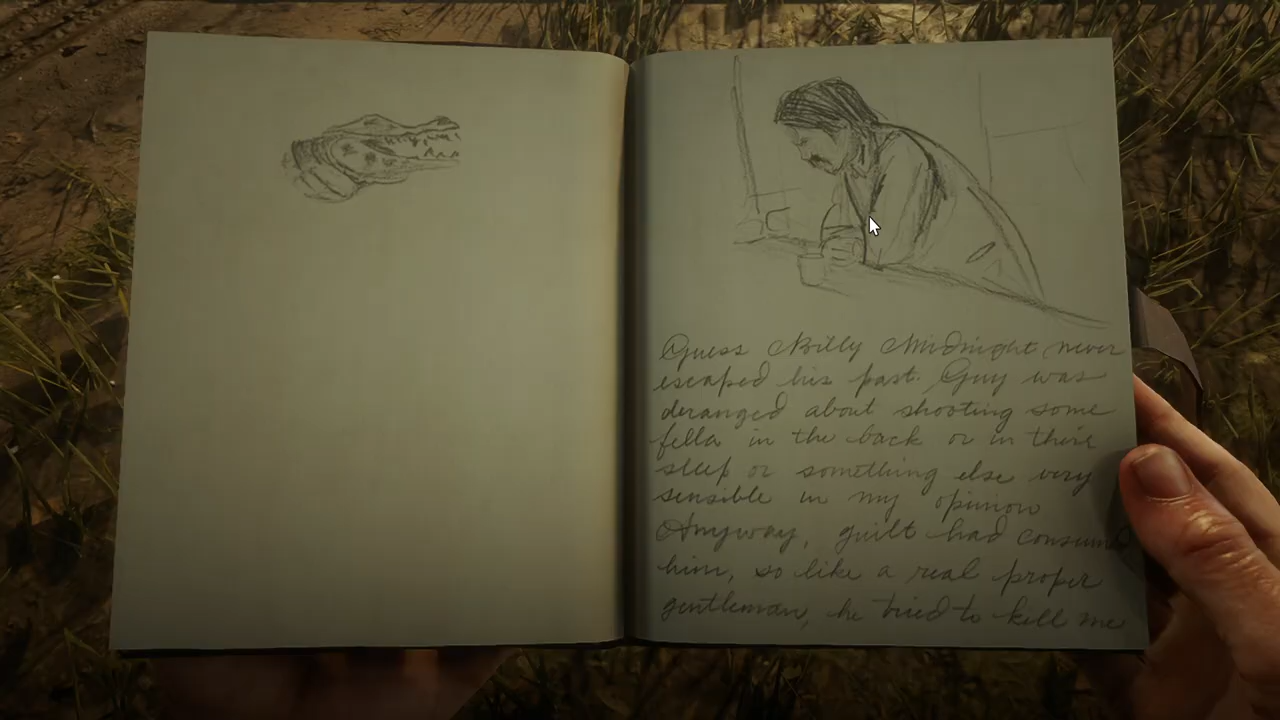 Guess Billy Midnight never
escaped his past. Guy was
deranged about shooting some
fella in the back or in their
sleep or something else very
sensible in my opinion
Anyway, guilt had consumed
him, so like a real proper
gentleman, he tried to kill me